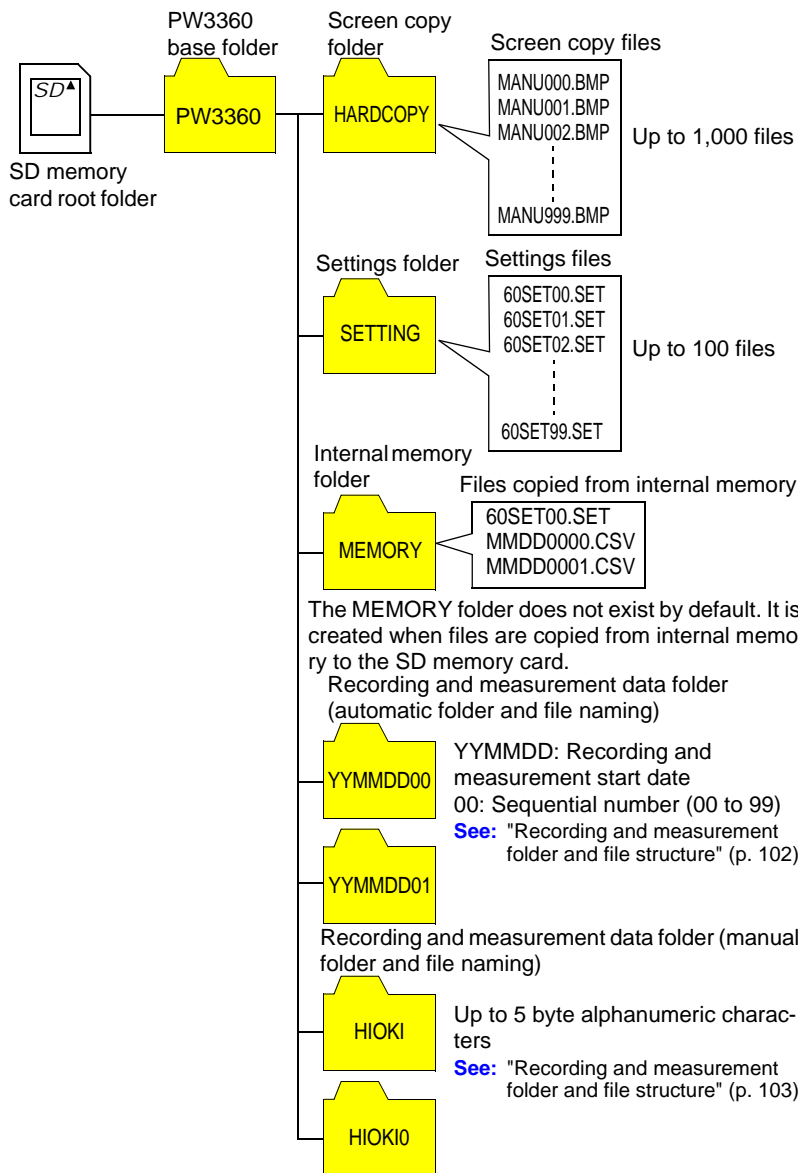 PW3360
base folder
Screen copy
folder
Screen copy files
SD
PW3360
HARDCOPY
MANU000.BMP
MANU001.BMP
MANU002.BMP
MANU999.BMP
Up to 1,000 files
SD memory
card root folder
Settings folder
Settings files
SETTING
60SET00.SET
60SET01.SET
60SET02.SET
60SET99.SET
Up to 100 files
Internal memory
folder
Files copied from internal memory
MEMORY
60SET00.SET
MMDD0000.CSV
MMDD0001.CSV
The MEMORY folder does not exist by default. It is
created when files are copied from internal memo-
ry to the SD memory card.
Recording and measurement data folder
(automatic folder and file naming)
YYMMDD00
YYMMDD: Recording and
measurement start date
00: Sequential number (00 to 99)
See: "Recording and measurement
folder and file structure" (p. 102)
YYMMDD01
Recording and measurement data folder (manual
folder and file naming)
HIOKI
Up to 5 byte alphanumeric charac-
ters
See: "Recording and measurement
folder and file structure" (p. 103)
HIOKI0